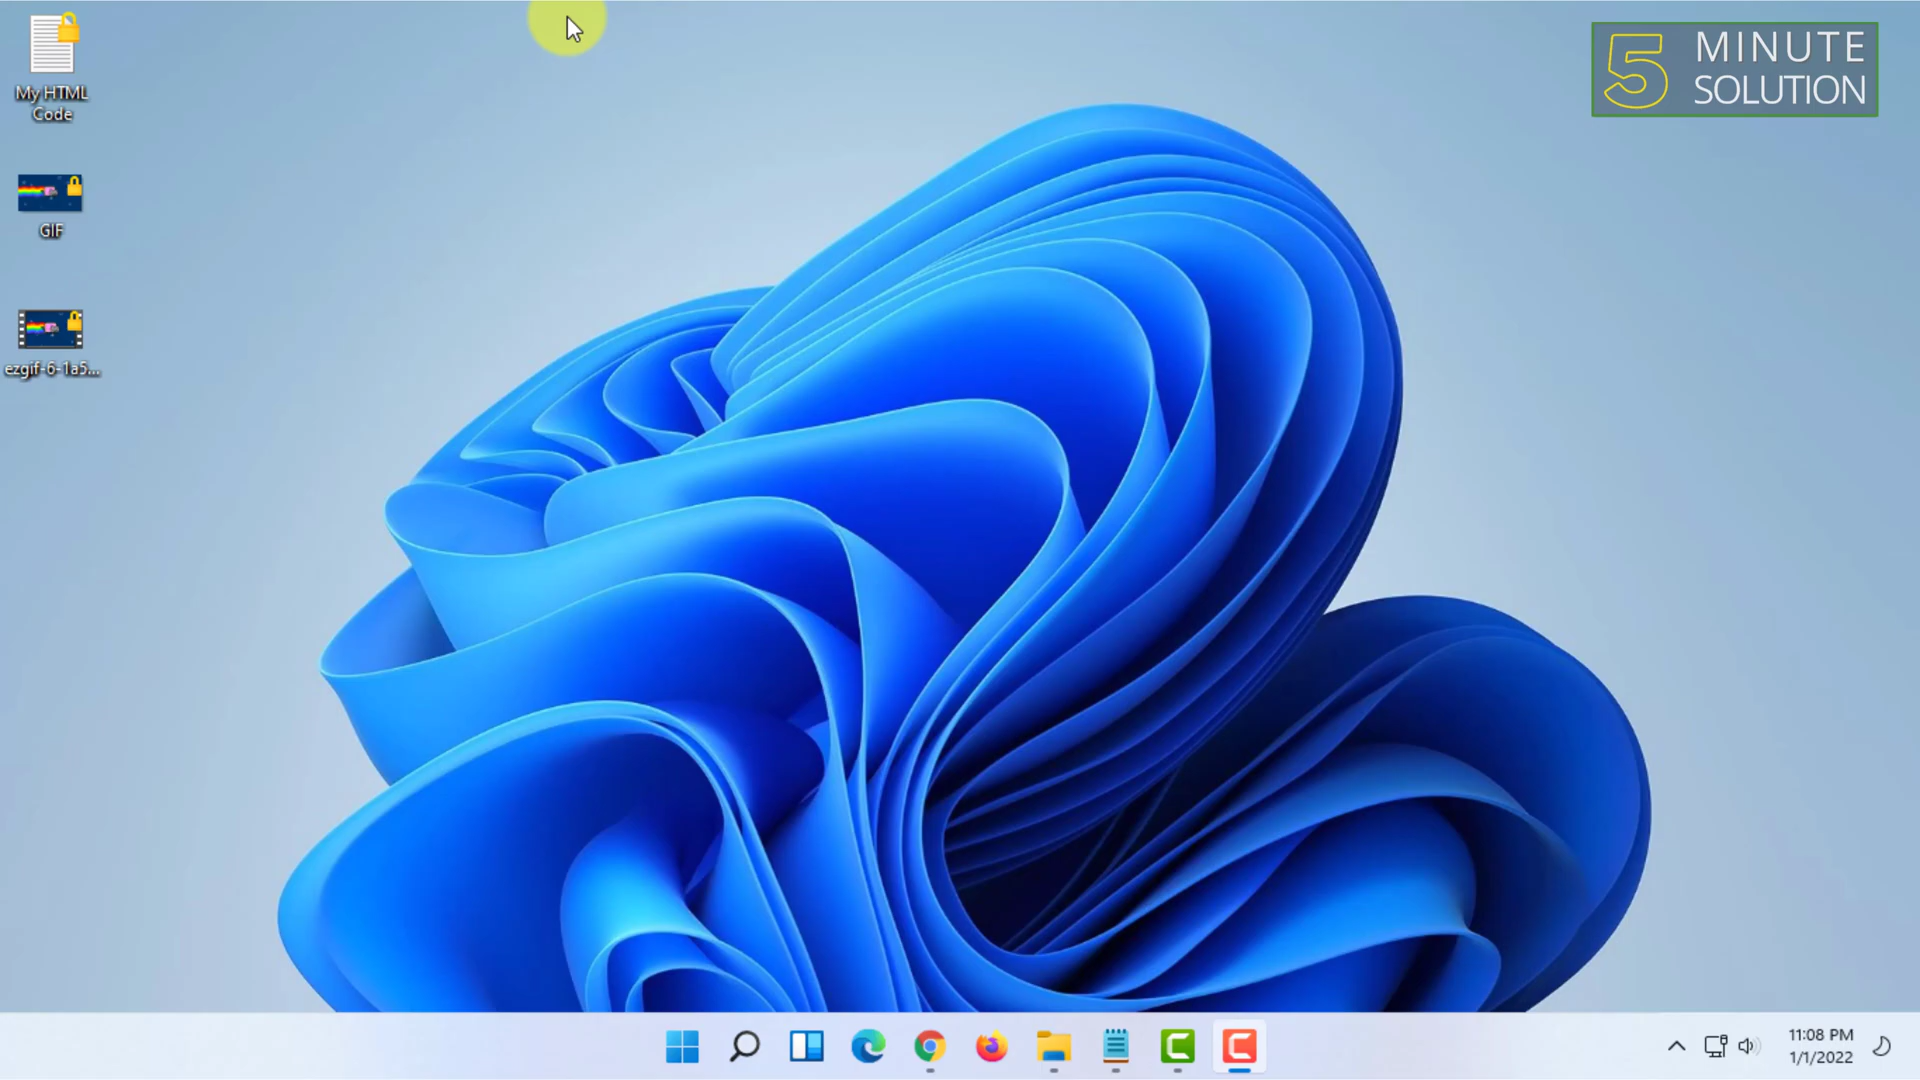 My HTML
Code
GIF
ezgif-6-1a5...
5 MINUTE
SOLUTION
11:08 PM
1/1/2022